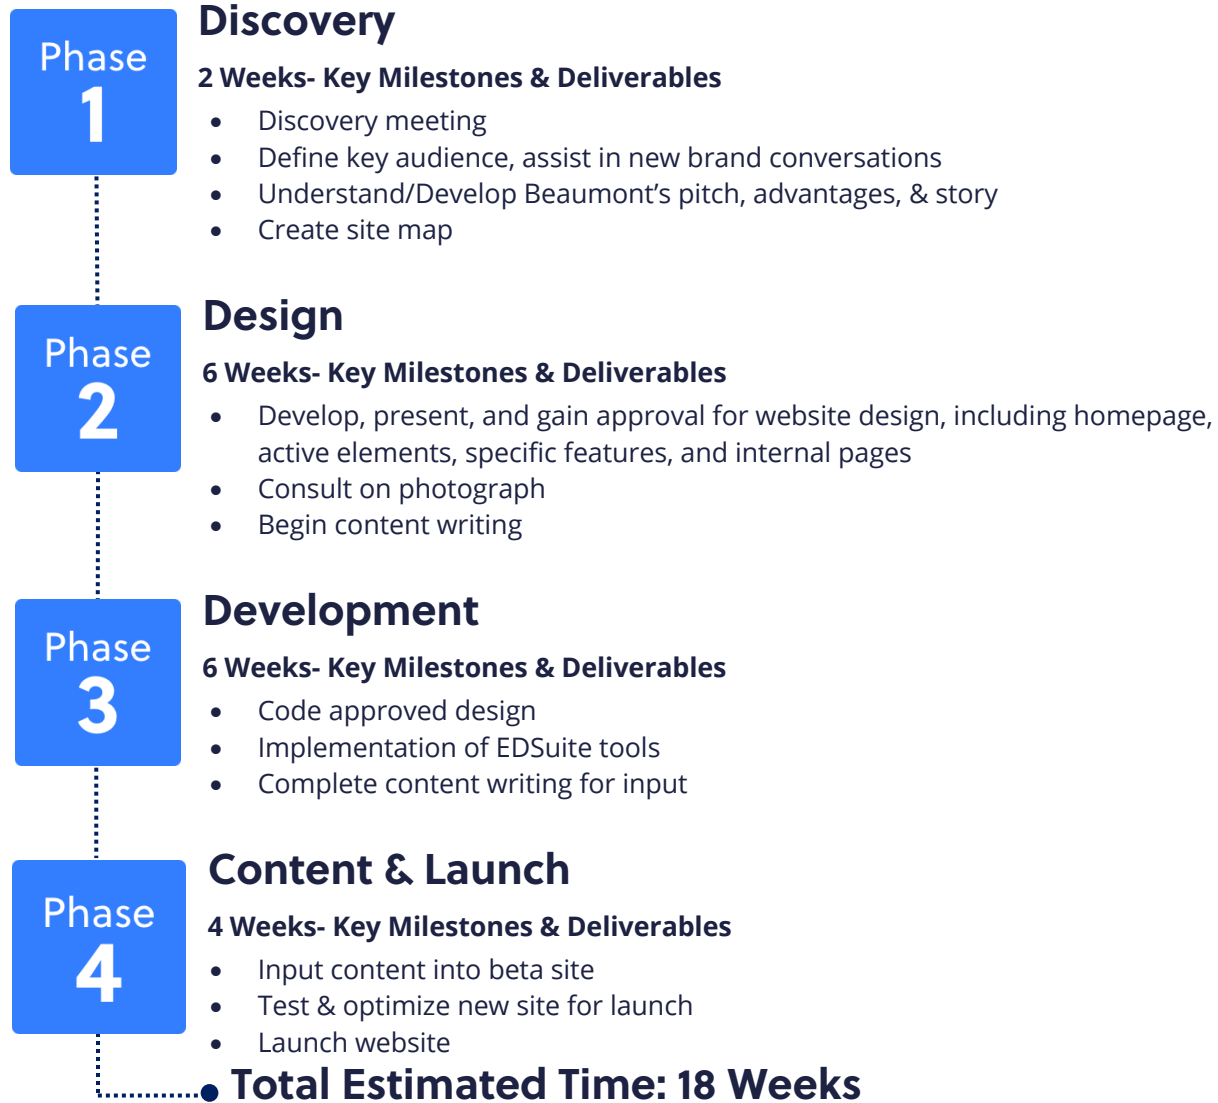 Phase
1
Discovery
2 Weeks- Key Milestones & Deliverables
• Discovery meeting
• Define key audience, assist in new brand conversations
• Understand/Develop Beaumont’s pitch, advantages, & story
• Create site map
Phase
2
Design
6 Weeks- Key Milestones & Deliverables
• Develop, present, and gain approval for website design, including homepage,
active elements, specific features, and internal pages
• Consult on photograph
• Begin content writing
Phase
3
Development
6 Weeks- Key Milestones & Deliverables
• Code approved design
• Implementation of EDSuite tools
• Complete content writing for input
Phase
4
Content & Launch
4 Weeks- Key Milestones & Deliverables
• Input content into beta site
• Test & optimize new site for launch
• Launch website
Total Estimated Time: 18 Weeks